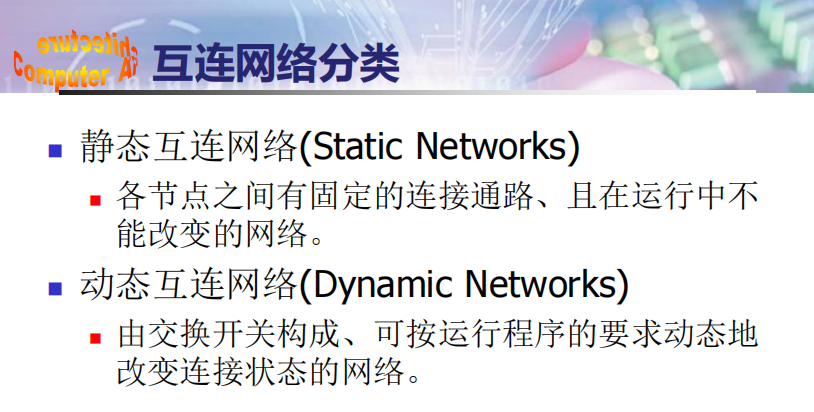 Computer Architecture
互连网络分类
静态互连网络(Static Networks)
各节点之间有固定的连接通路、且在运行中不
能改变的网络。
动态互连网络(Dynamic Networks)
由交换开关构成、可按运行程序的要求动态地
改变连接状态的网络。